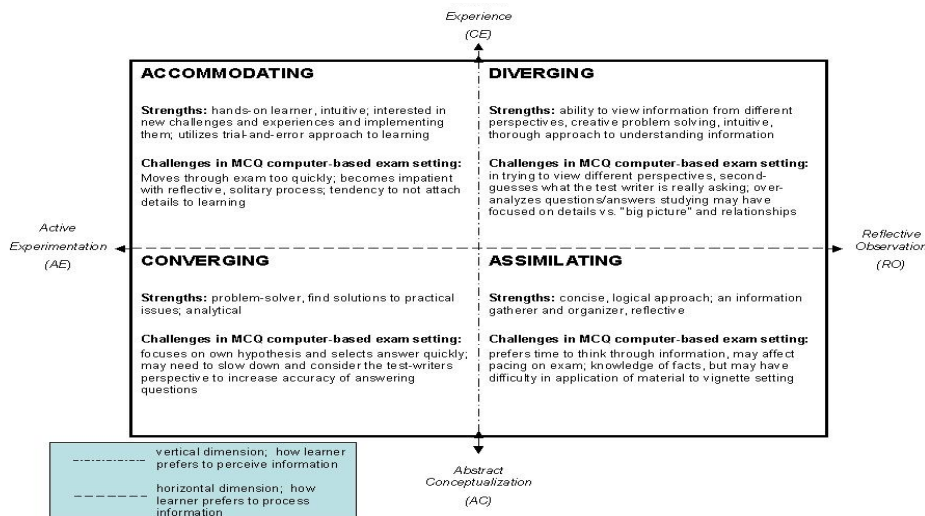 Experience
(CE)
ACCOMMODATING
Strengths: hands-on learner, intuitive; interested in
new challenges and experiences and implementing
them; utilizes trial-and-error approach to learning
Challenges in MCQ computer-based exam setting:
Moves through exam too quickly; becomes impatient
with reflective, solitary process; tendency to not attach
details to learning
DIVERGING
Strengths: ability to view information from different
perspectives, creative problem solving, intuitive,
thorough approach to understanding information
Challenges in MCQ computer-based exam setting:
in trying to view different perspectives, second-
guesses what the test writer is really asking; over-
analyzes questions/answers studying may have
focused on details vs. "big picture" and relationships
Active
Experimentation
(AE)
Reflective
Observation
(RO)
CONVERGING
Strengths: problem-solver, find solutions to practical
issues; analytical
Challenges in MCQ computer-based exam setting:
focuses on own hypothesis and selects answer quickly;
may need to slow down and consider the test-writers
perspective to increase accuracy of answering
questions
ASSIMILATING
Strengths: concise, logical approach; an information
gatherer and organizer, reflective
Challenges in MCQ computer-based exam setting:
prefers time to think through information, may affect
pacing on exam; knowledge of facts, but may have
difficulty in application of material to vignette setting
vertical dimension; how learner
prefers to perceive information
horizontal dimension; how
learner prefers to process
information
Abstract
Conceptualization
(AC)